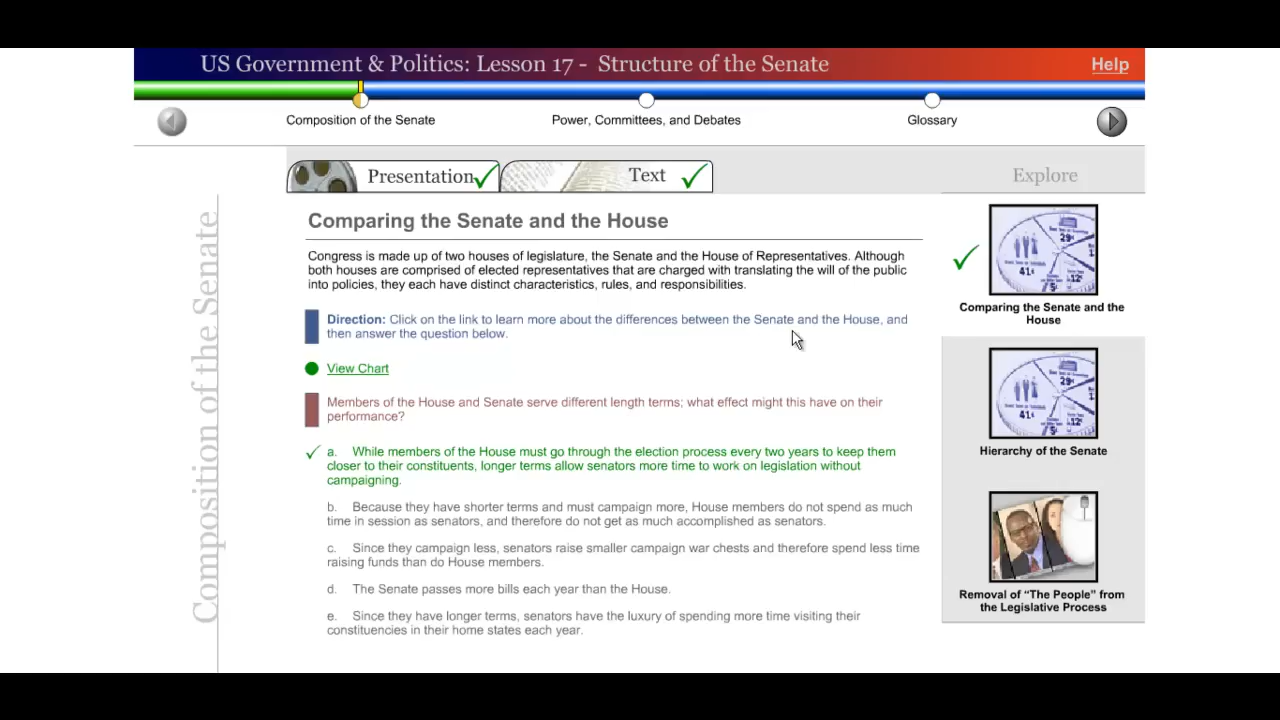 US Government & Politics: Lesson 17 - Structure of the Senate
Help
Composition of the Senate
Power, Committees, and Debates
Glossary
Presentation
Text
Explore
Composition of the Senate
Comparing the Senate and the House
Congress is made up of two houses of legislature, the Senate and the House of Representatives. Although
both houses are comprised of elected representatives that are charged with translating the will of the public
into policies, they each have distinct characteristics, rules, and responsibilities.
Direction: Click on the link to learn more about the differences between the Senate and the House, and
then answer the question below.
View Chart
Members of the House and Senate serve different length terms; what effect might this have on their
performance?
a. While members of the House must go through the election process every two years to keep them
closer to their constituents, longer terms allow senators more time to work on legislation without
campaigning.
b. Because they have shorter terms and must campaign more, House members do not spend as much
time in session as senators, and therefore do not get as much accomplished as senators.
c. Since they campaign less, senators raise smaller campaign war chests and therefore spend less time
raising funds than do House members.
d. The Senate passes more bills each year than the House.
e. Since they have longer terms, senators have the luxury of spending more time visiting their
constituencies in their home states each year.
29¢
41¢
12¢
5¢
Comparing the Senate and the
House
29¢
41¢
12¢
5¢
Hierarchy of the Senate
Removal of “The People” from
the Legislative Process